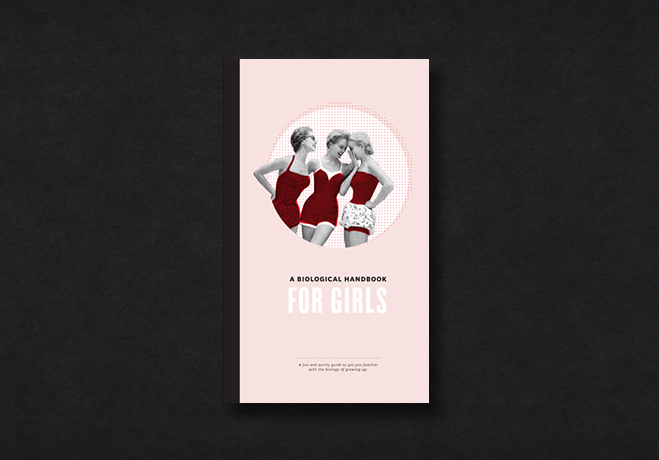 A BIOLOGICAL HANDBOOK
FOR GIRLS
A fun and quirky guide to get you familiar
with the biology of growing up.